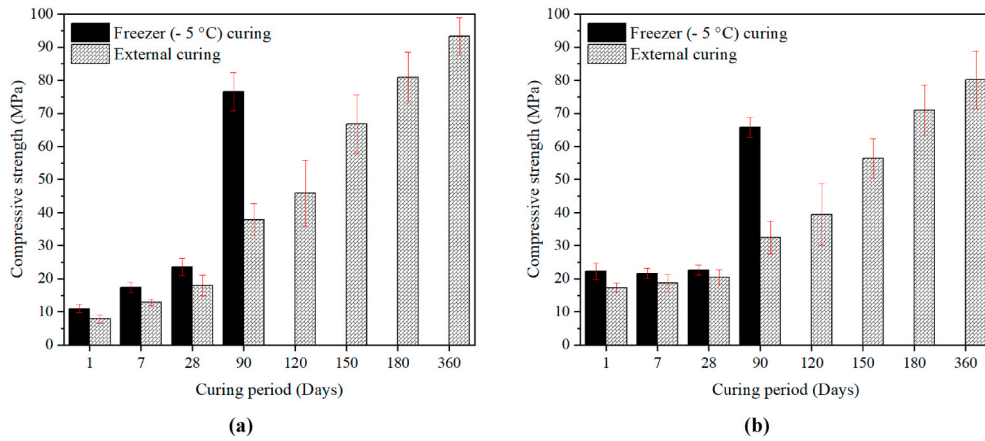 100
90
80
70
60
50
40
30
20
10
0
Compressive strength (MPa)
Freezer (- 5 °C) curing
External curing
1 7 28 90 120 150 180 360
Curing period (Days)
(a)
100
90
80
70
60
50
40
30
20
10
0
Compressive strength (MPa)
Freezer (- 5 °C) curing
External curing
1 7 28 90 120 150 180 360
Curing period (Days)
(b)